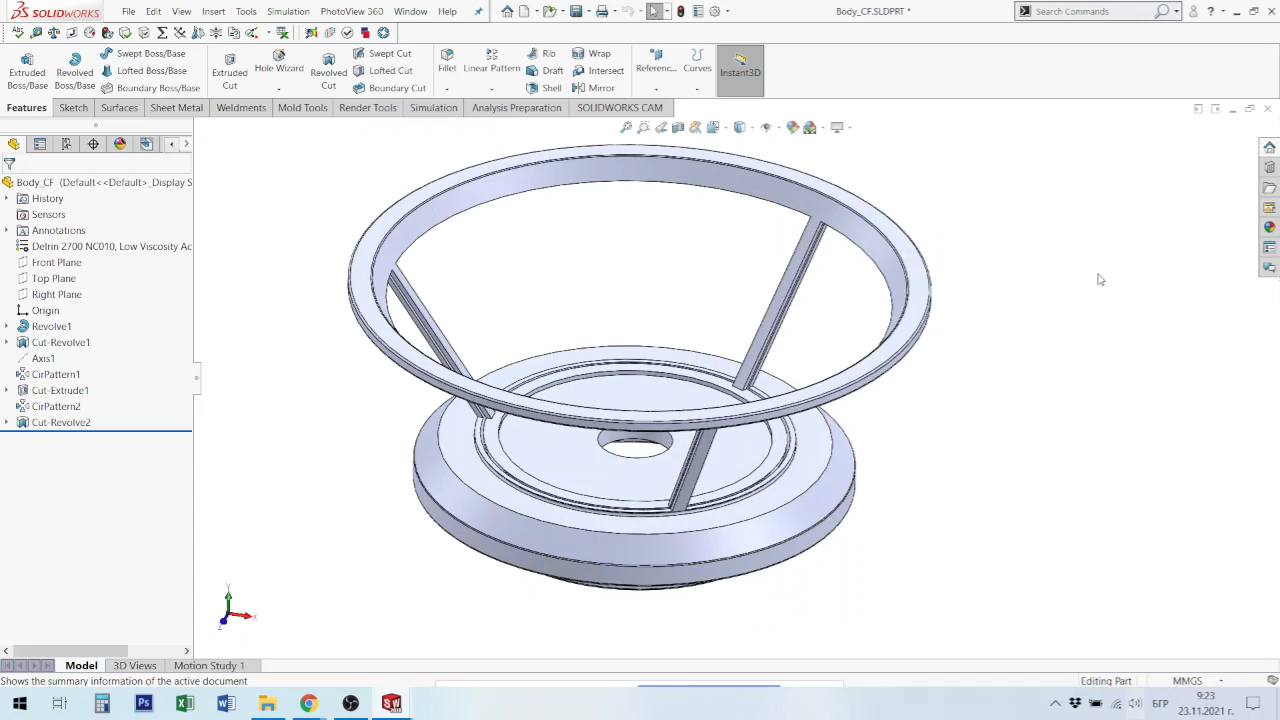 SOLIDWORKS File Edit View Insert Tools Simulation PhotoView 360 Window Help Body_CF.SLDPRT * Search Commands
Extruded Boss/Base Revolved Boss/Base Swept Boss/Base Lofted Boss/Base Boundary Boss/Base Extruded Cut Hole Wizard Revolved Cut Swept Cut Lofted Cut Boundary Cut Fillet Linear Pattern Rib Draft Shell Wrap Intersect Mirror Referenc... Curves Instant3D
Features Sketch Surfaces Sheet Metal Weldments Mold Tools Render Tools Simulation Analysis Preparation SOLIDWORKS CAM
Body_CF (Default<<Default>_Display S
History
Sensors
Annotations
Delrin 2700 NC010, Low Viscosity Ac
Front Plane
Top Plane
Right Plane
Origin
Revolve1
Cut-Revolve1
Axis1
CirPattern1
Cut-Extrude1
CirPattern2
Cut-Revolve2
Y
X
Z
Model 3D Views Motion Study 1
Shows the summary information of the active document Editing Part MMGS
БГР 9:23
23.11.2021 г.